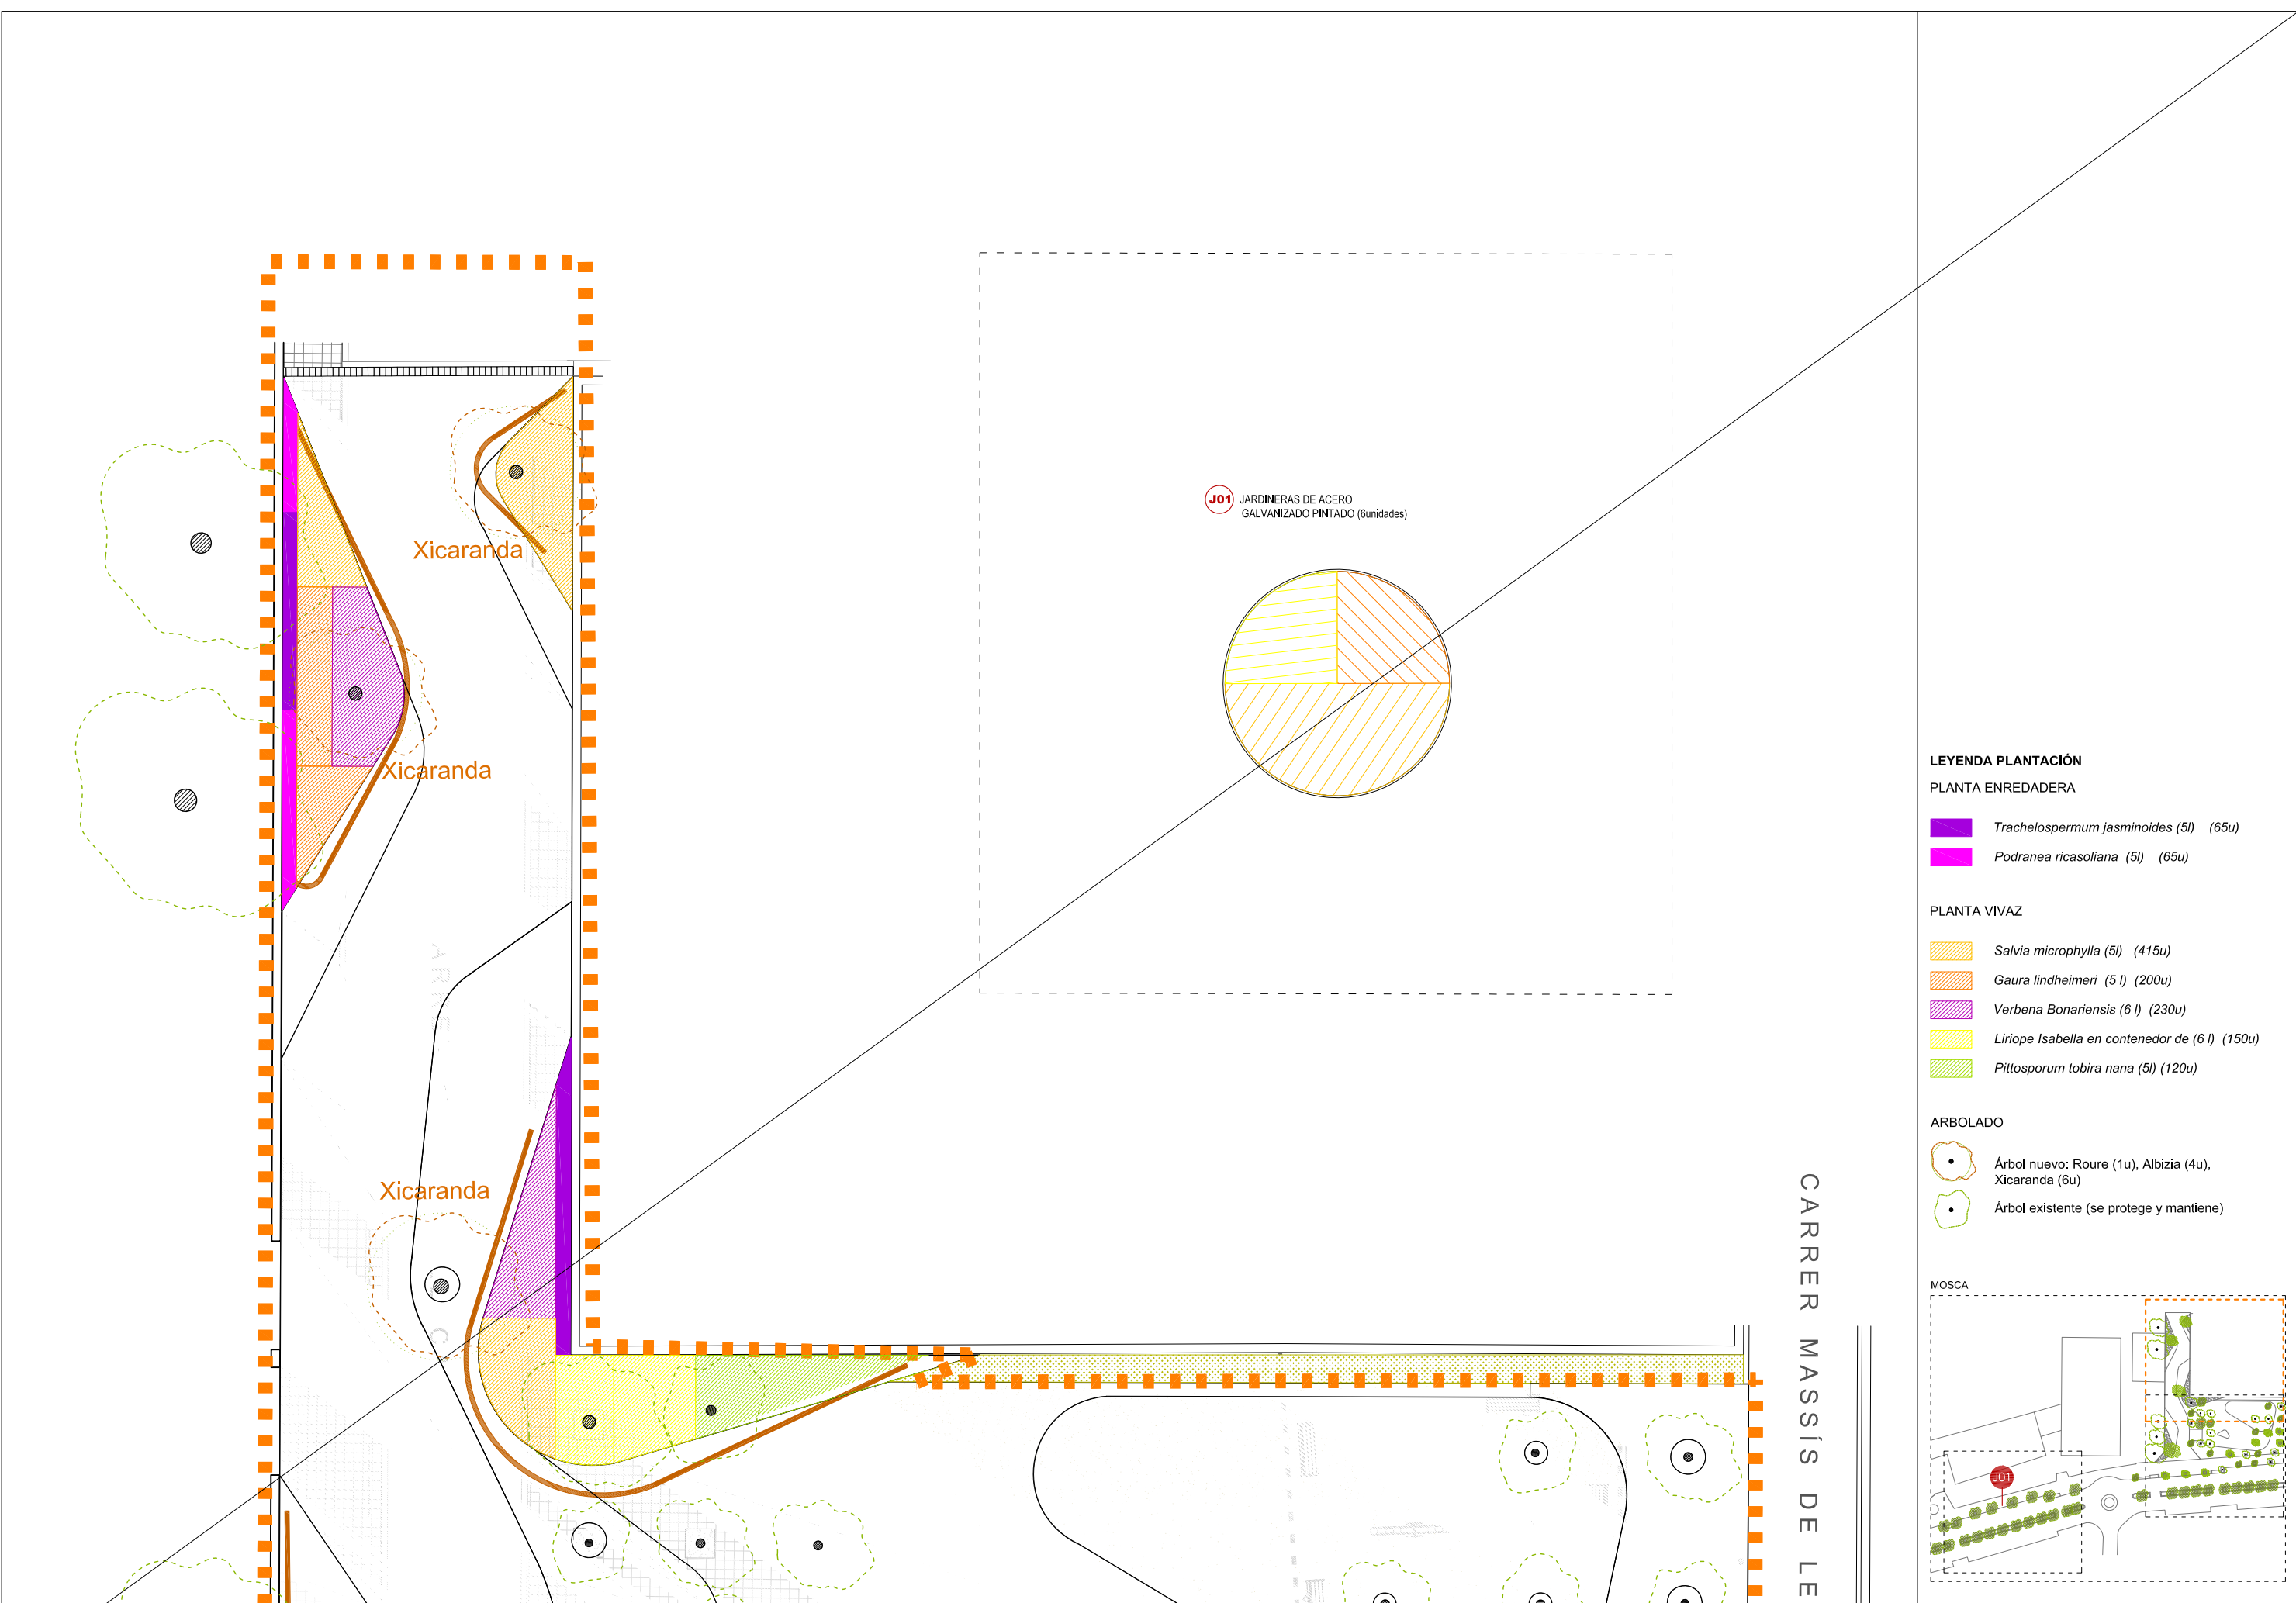 J01 JARDINERAS DE ACERO
GALVANIZADO PINTADO (6unidades)
Xicaranda
Xicaranda
Xicaranda
CARRER MASSÍS DE LE
LEYENDA PLANTACIÓN
PLANTA ENREDADERA
Trachelospermum jasminoides (5l) (65u)
Podranea ricasoliana (5l) (65u)
PLANTA VIVAZ
Salvia microphylla (5l) (415u)
Gaura lindheimeri (5 l) (200u)
Verbena Bonariensis (6 l) (230u)
Liriope Isabella en contenedor de (6 l) (150u)
Pittosporum tobira nana (5l) (120u)
ARBOLADO
Árbol nuevo: Roure (1u), Albizia (4u),
Xicaranda (6u)
Árbol existente (se protege y mantiene)
MOSCA
J01